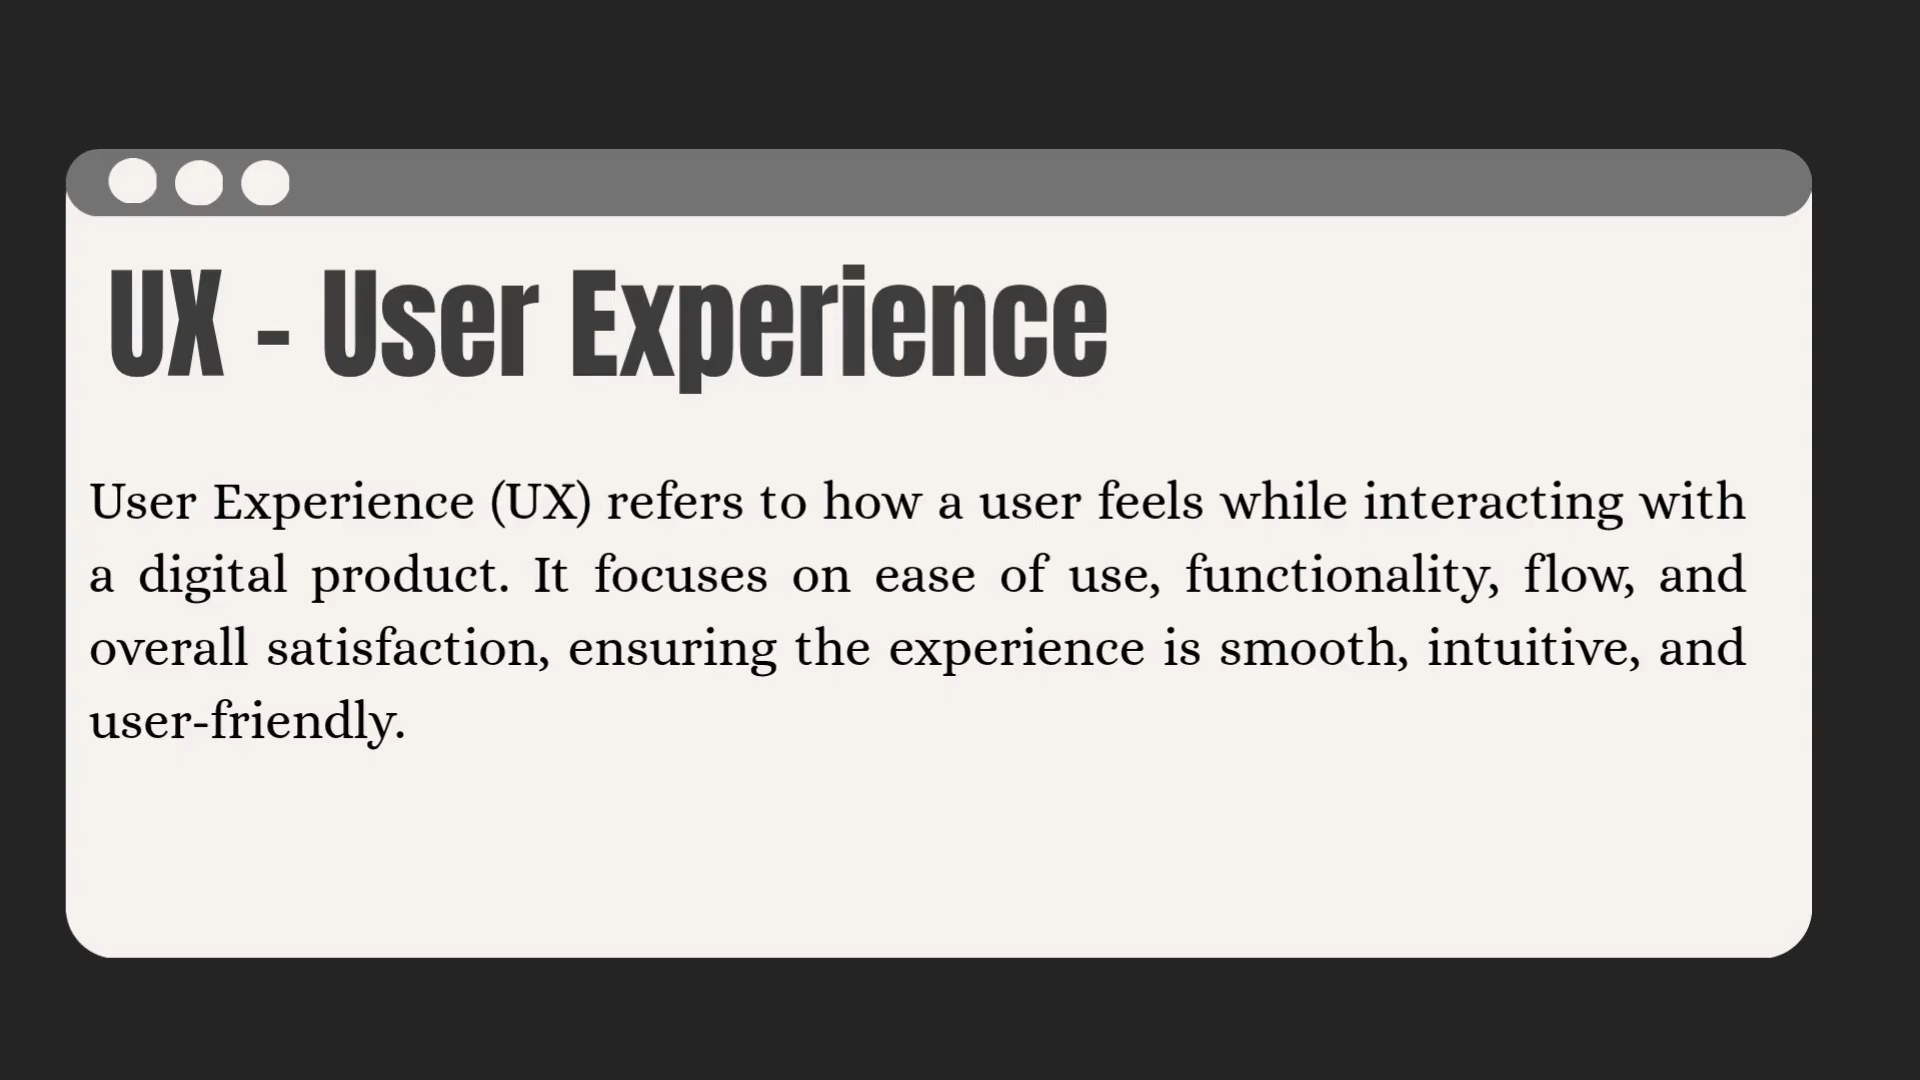 UX - User Experience
User Experience (UX) refers to how a user feels while interacting with
a digital product. It focuses on ease of use, functionality, flow, and
overall satisfaction, ensuring the experience is smooth, intuitive, and
user-friendly.